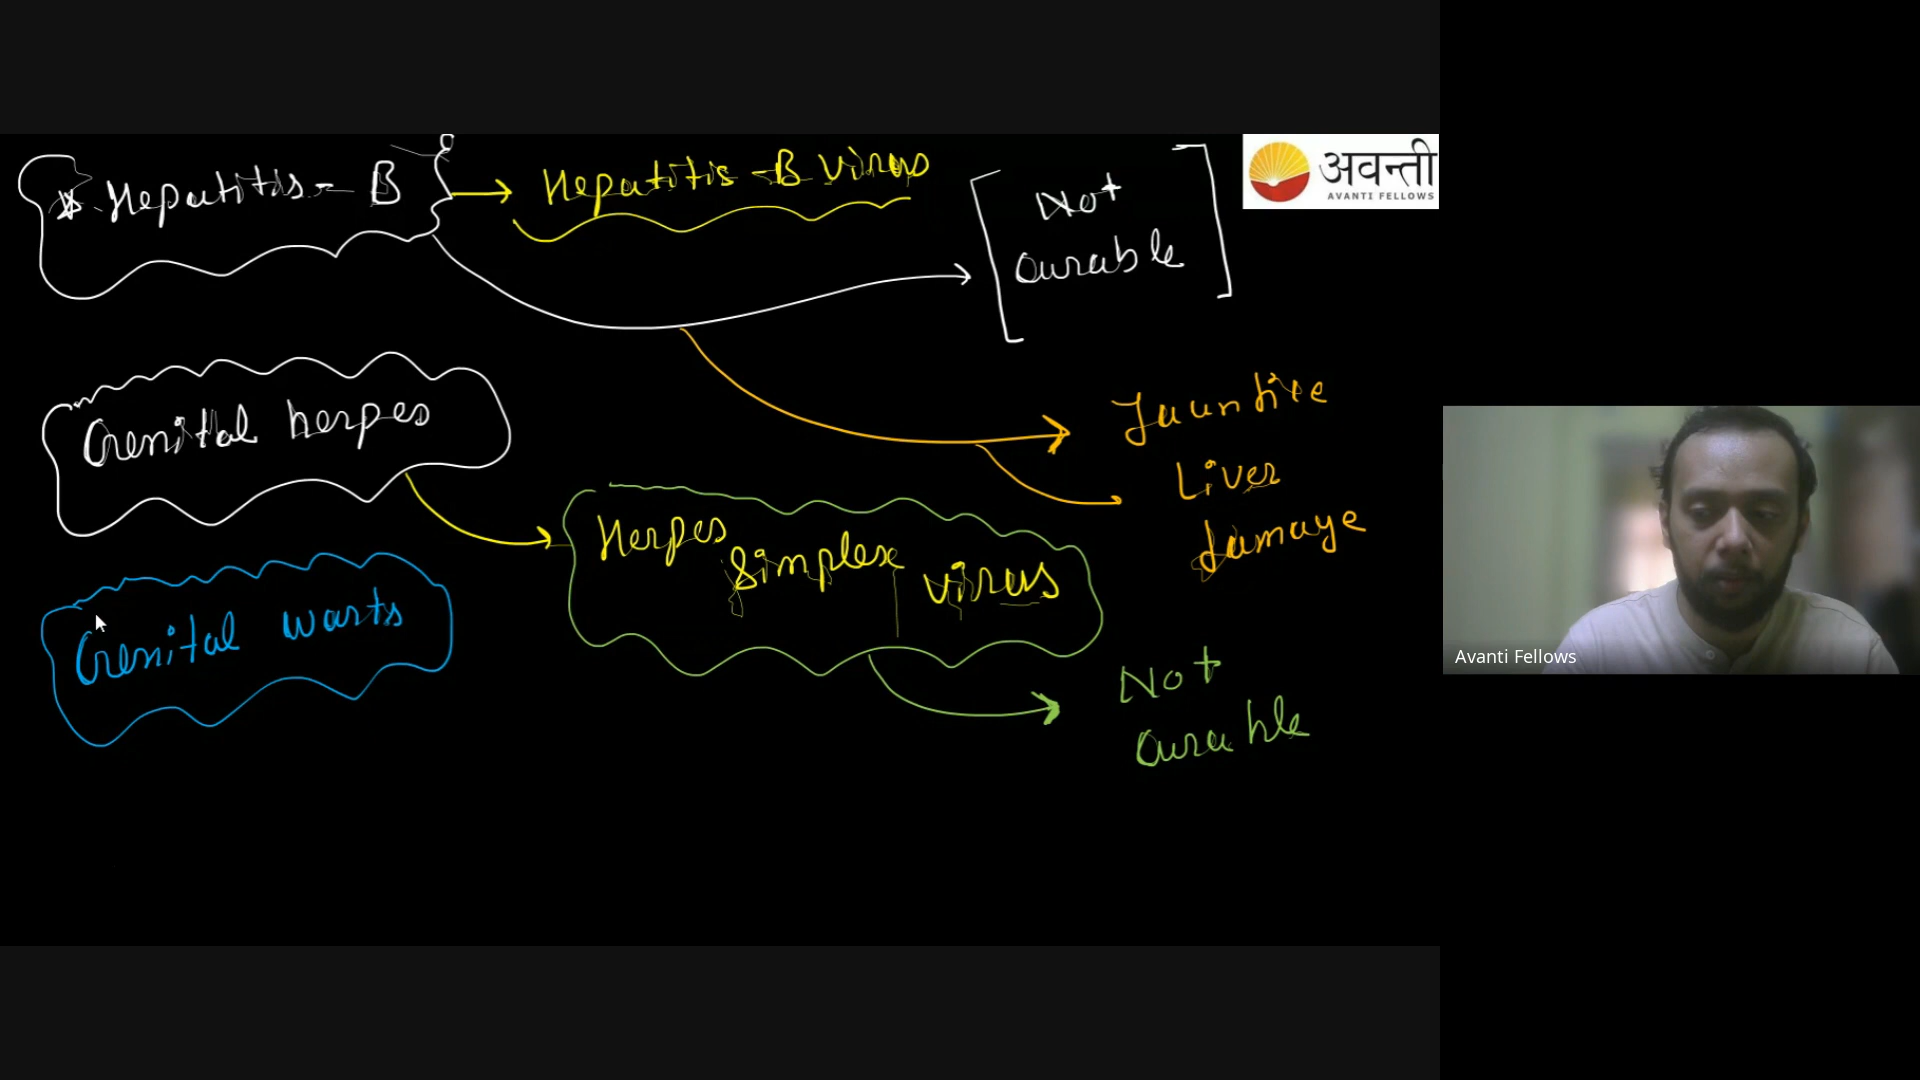 * Hepatitis - B
Hepatitis - B virus
Not
curable
अवन्ती
AVANTI FELLOWS
Genital herpes
Jaundice
Liver
damage
Herpes simplex virus
Genital warts
Not
curable
Avanti Fellows